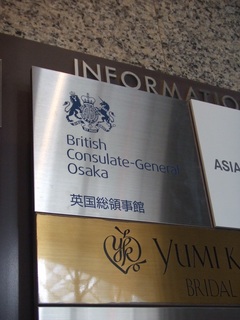 INFORMATIO
British
Consulate-General
Osaka
英国総領事館
ASIA
YUMI K
BRIDAL